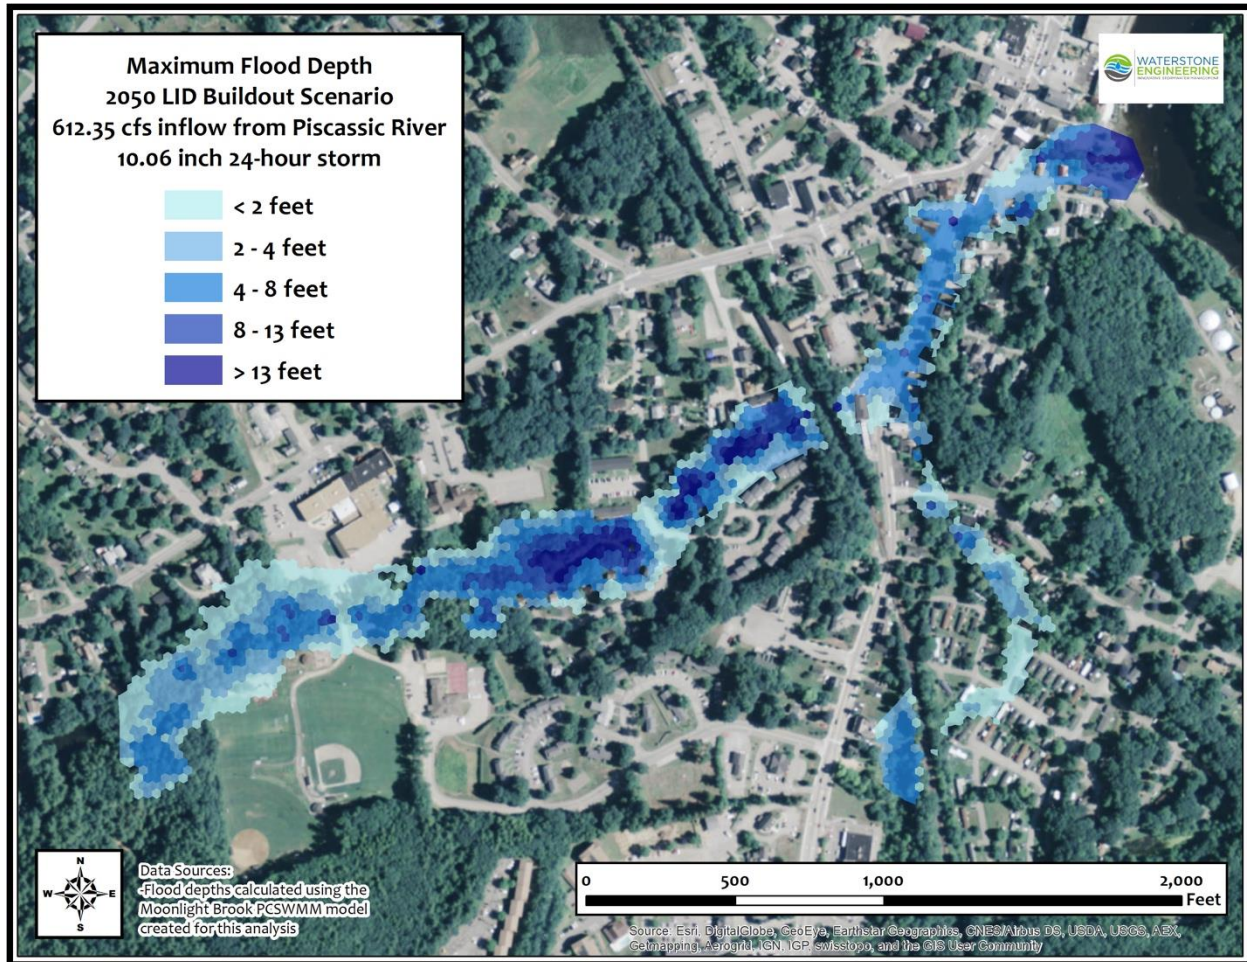 Maximum Flood Depth
2050 LID Buildout Scenario
612.35 cfs inflow from Piscassic River
10.06 inch 24-hour storm
< 2 feet
2 - 4 feet
4 - 8 feet
8 - 13 feet
> 13 feet
WATERSTONE
ENGINEERING
N
W E
S
Data Sources:
-Flood depths calculated using the
Moonlight Brook PCSWMM model
created for this analysis
0 500 1,000 2,000
Feet
Source: Esri, DigitalGlobe, GeoEye, Earthstar Geographics, CNES/Airbus DS, USDA, USGS, AEX,
Getmapping, Aerogrid, IGN, IGP, swisstopo, and the GIS User Community